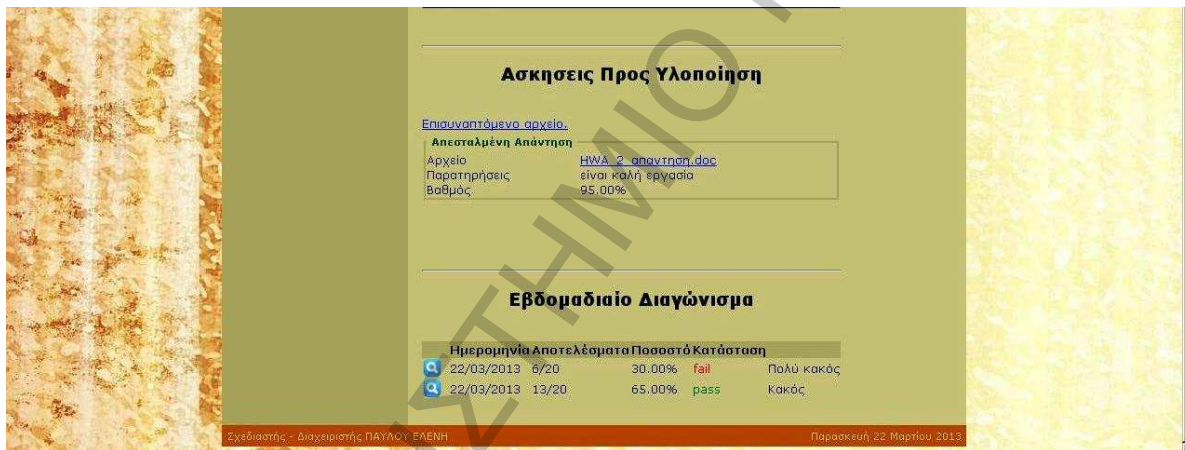 Ασκησεις Προς Υλοποίηση
Επισυναπτόμενο αρχείο.
Απεσταλμένη Απάντηση
Αρχείο HWA_2_απαντηση.doc
Παρατηρήσεις είναι καλή εργασία
Βαθμός 95.00%
Εβδομαδιαίο Διαγώνισμα
Ημερομηνία Αποτελέσματα Ποσοστό Κατάσταση
22/03/2013 6/20 30.00% fail Πολύ κακός
22/03/2013 13/20 65.00% pass Κακός
Σχεδιαστής - Διαχειριστής ΠΑΥΛΟΥ ΕΛΕΝΗ Παρασκευή 22 Μαρτίου 2013